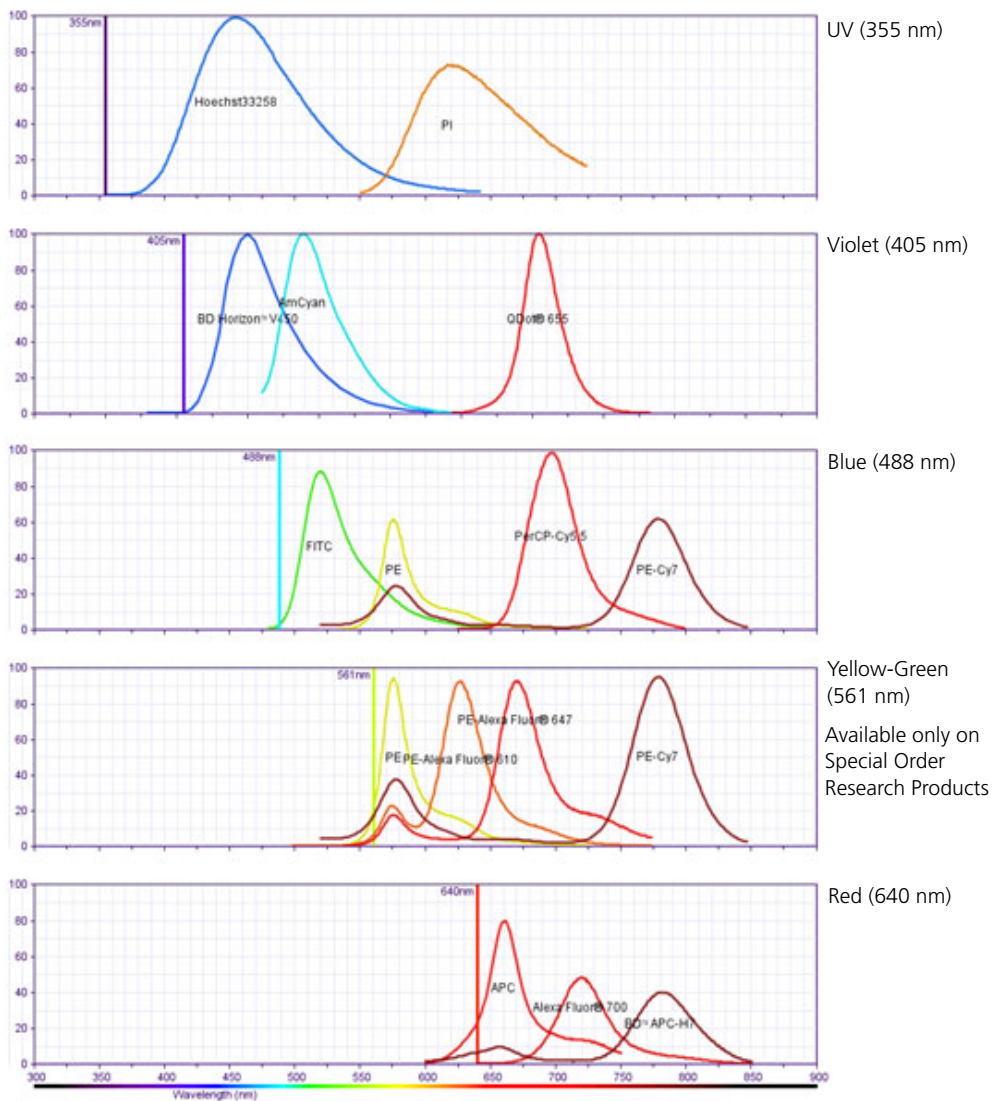 100
80
60
40
20
0
355nm
Hoechst33258
PI
UV (355 nm)
100
80
60
40
20
0
405nm
BD Horizon™ V450
AmCyan
QDot® 655
Violet (405 nm)
100
80
60
40
20
0
488nm
FITC
PE
PerCP-Cy5.5
PE-Cy7
Blue (488 nm)
100
80
60
40
20
0
561nm
PE
PE-Alexa Fluor® 610
PE-Alexa Fluor® 647
PE-Cy7
Yellow-Green
(561 nm)
Available only on
Special Order
Research Products
100
80
60
40
20
0
640nm
APC
Alexa Fluor® 700
BD™ APC-H7
Red (640 nm)
300 350 400 450 500 550 600 650 700 750 800 850 900
Wavelength (nm)